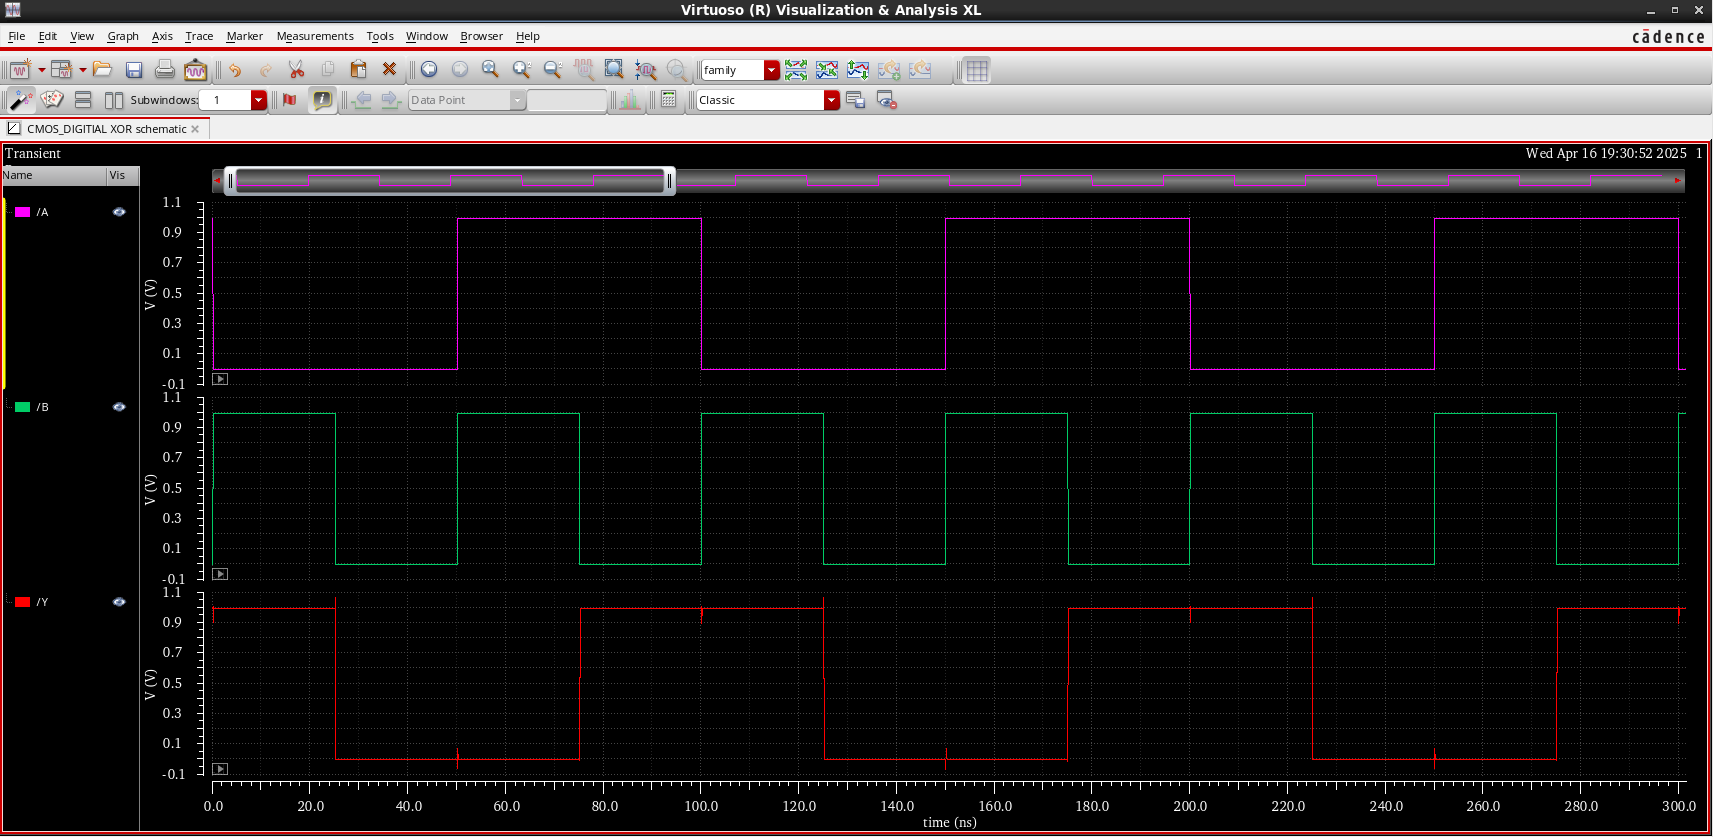 Virtuoso (R) Visualization & Analysis XL
File Edit View Graph Axis Trace Marker Measurements Tools Window Browser Help
cādence
family
Subwindows: 1
Data Point
Classic
CMOS_DIGITIAL XOR schematic
Transient
Wed Apr 16 19:30:52 2025 1
Name Vis
/A
1.1
0.9
0.7
0.5
0.3
0.1
-0.1
V (V)
/B
1.1
0.9
0.7
0.5
0.3
0.1
-0.1
V (V)
/Y
1.1
0.9
0.7
0.5
0.3
0.1
-0.1
V (V)
0.0 20.0 40.0 60.0 80.0 100.0 120.0 140.0 160.0 180.0 200.0 220.0 240.0 260.0 280.0 300.0
time (ns)